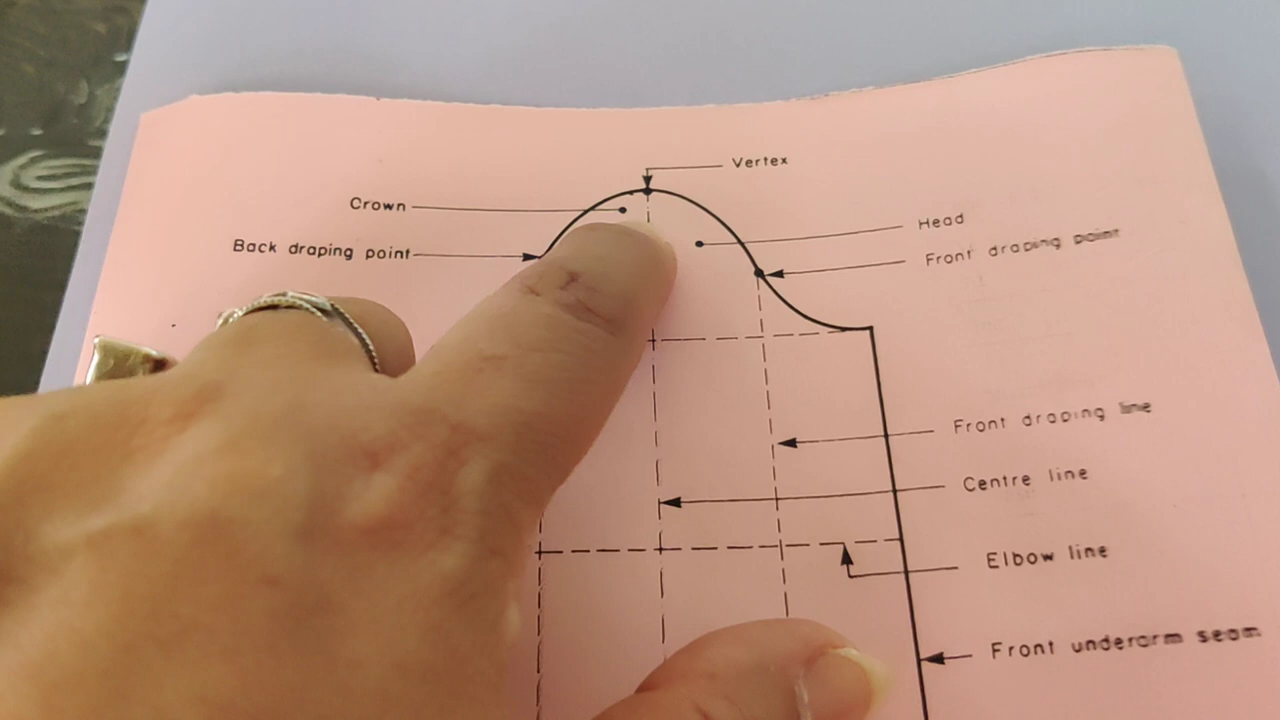 Vertex
Crown
Head
Back draping point
Front draping point
Front draping line
Centre line
Elbow line
Front underarm seam